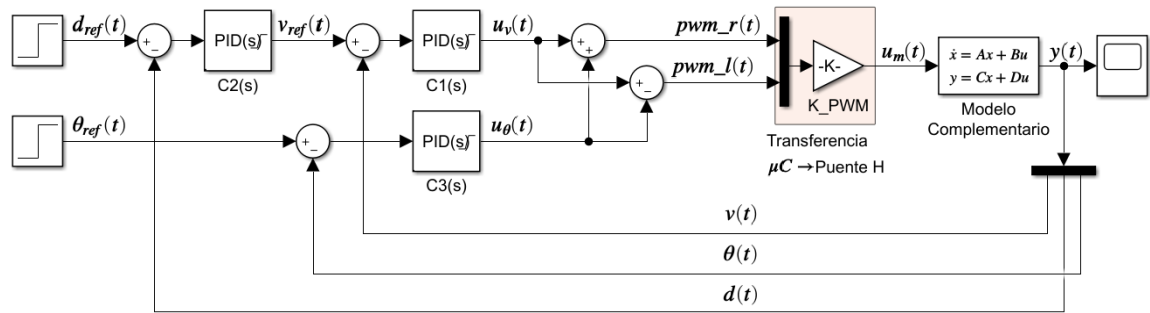 d_ref(t)
PID(s)
C2(s)
v_ref(t)
PID(s)
C1(s)
u_v(t)
pwm_r(t)
pwm_l(t)
-K-
K_PWM
Transferencia
μC →Puente H
u_m(t)
ẋ = Ax + Bu
y = Cx + Du
Modelo
Complementario
y(t)
θ_ref(t)
PID(s)
C3(s)
u_θ(t)
v(t)
θ(t)
d(t)